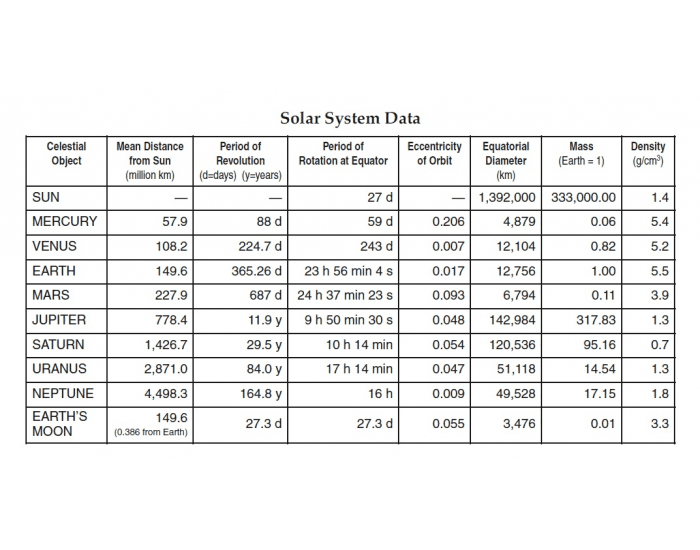 Solar System Data
Celestial Object Mean Distance from Sun (million km) Period of Revolution (d=days) (y=years) Period of Rotation at Equator Eccentricity of Orbit Equatorial Diameter (km) Mass (Earth = 1) Density (g/cm³)
SUN — — 27 d — 1,392,000 333,000.00 1.4
MERCURY 57.9 88 d 59 d 0.206 4,879 0.06 5.4
VENUS 108.2 224.7 d 243 d 0.007 12,104 0.82 5.2
EARTH 149.6 365.26 d 23 h 56 min 4 s 0.017 12,756 1.00 5.5
MARS 227.9 687 d 24 h 37 min 23 s 0.093 6,794 0.11 3.9
JUPITER 778.4 11.9 y 9 h 50 min 30 s 0.048 142,984 317.83 1.3
SATURN 1,426.7 29.5 y 10 h 14 min 0.054 120,536 95.16 0.7
URANUS 2,871.0 84.0 y 17 h 14 min 0.047 51,118 14.54 1.3
NEPTUNE 4,498.3 164.8 y 16 h 0.009 49,528 17.15 1.8
EARTH'S MOON 149.6 (0.386 from Earth) 27.3 d 27.3 d 0.055 3,476 0.01 3.3